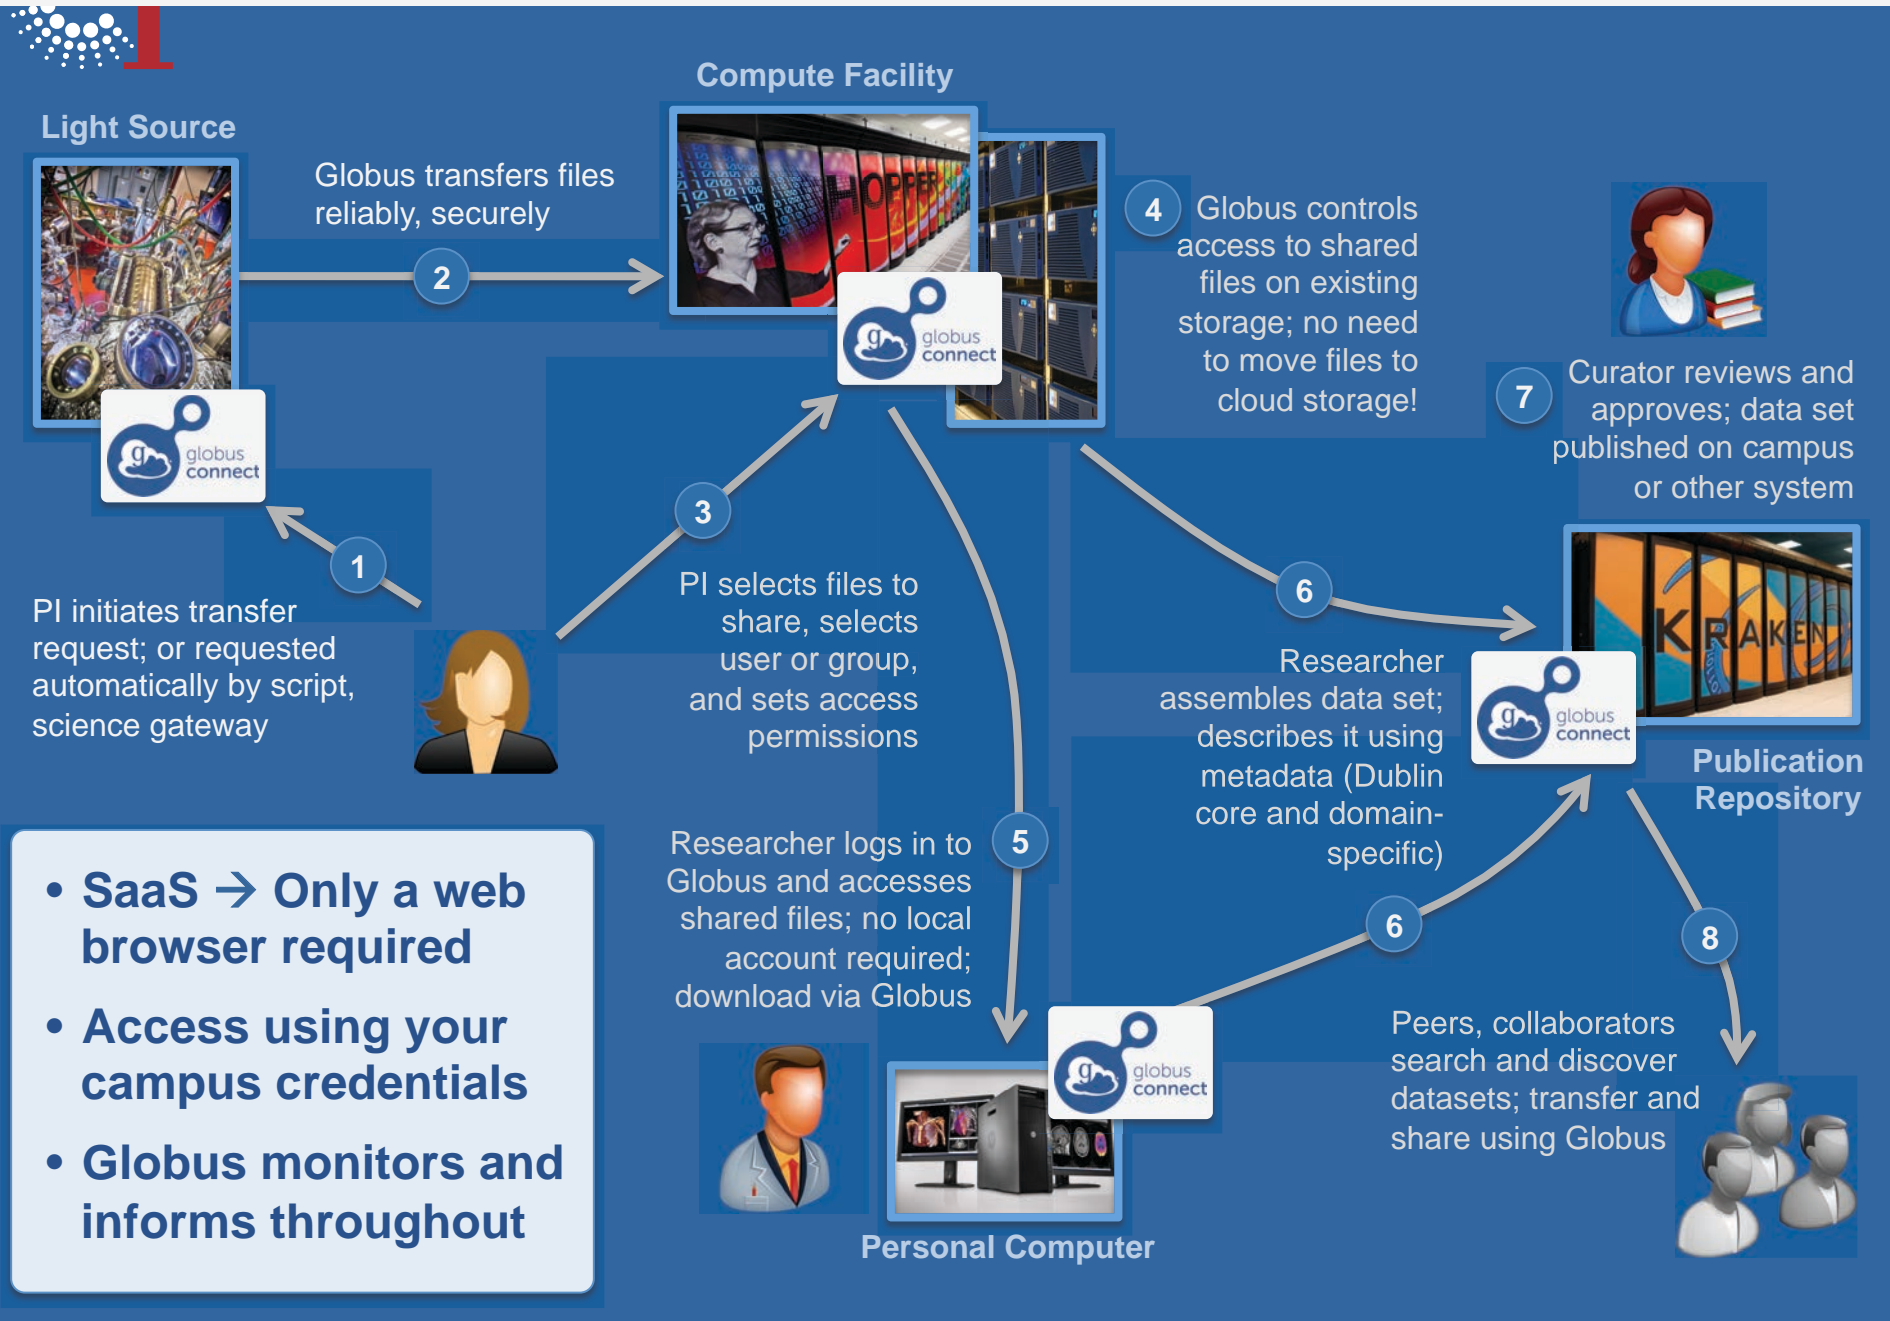 Compute Facility
Light Source
Globus transfers files
reliably, securely
2
HOPPER
globus
connect
4
Globus controls
access to shared
files on existing
storage; no need
to move files to
cloud storage!
globus
connect
1
PI initiates transfer
request; or requested
automatically by script,
science gateway
3
PI selects files to
share, selects
user or group,
and sets access
permissions
7
Curator reviews and
approves; data set
published on campus
or other system
6
KRAKEN
globus
connect
Publication
Repository
Researcher
assembles data set;
describes it using
metadata (Dublin
core and domain-
specific)
5
Researcher logs in to
Globus and accesses
shared files; no local
account required;
download via Globus
6
8
globus
connect
Personal Computer
Peers, collaborators
search and discover
datasets; transfer and
share using Globus
• SaaS → Only a web
browser required
• Access using your
campus credentials
• Globus monitors and
informs throughout